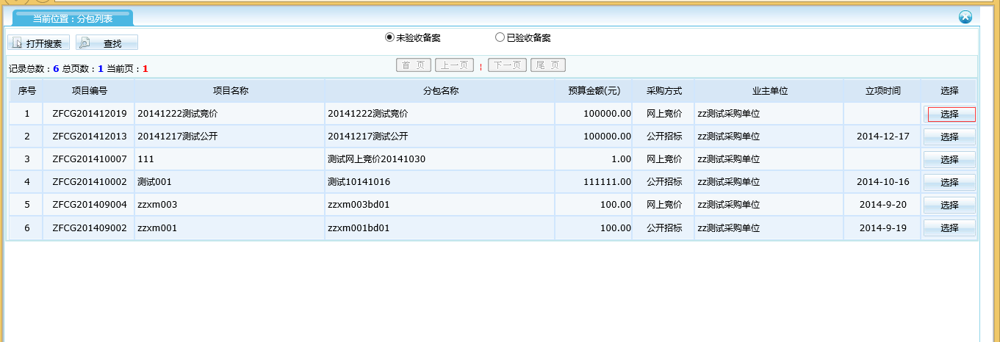 当前位置：分包列表
打开搜索 查找 未验收备案 已验收备案
记录总数：6 总页数：1 当前页：1 首 页 上一页 ¦ 下一页 尾 页
序号 项目编号 项目名称 分包名称 预算金额(元) 采购方式 业主单位 立项时间 选择
1 ZFCG201412019 20141222测试竞价 20141222测试竞价 100000.00 网上竞价 zz测试采购单位 选择
2 ZFCG201412013 20141217测试公开 20141217测试公开 100000.00 公开招标 zz测试采购单位 2014-12-17 选择
3 ZFCG201410007 111 测试网上竞价20141030 1.00 网上竞价 zz测试采购单位 选择
4 ZFCG201410002 测试001 测试10141016 111111.00 公开招标 zz测试采购单位 2014-10-16 选择
5 ZFCG201409004 zzxm003 zzxm003bd01 100.00 网上竞价 zz测试采购单位 2014-9-20 选择
6 ZFCG201409002 zzxm001 zzxm001bd01 100.00 公开招标 zz测试采购单位 2014-9-19 选择